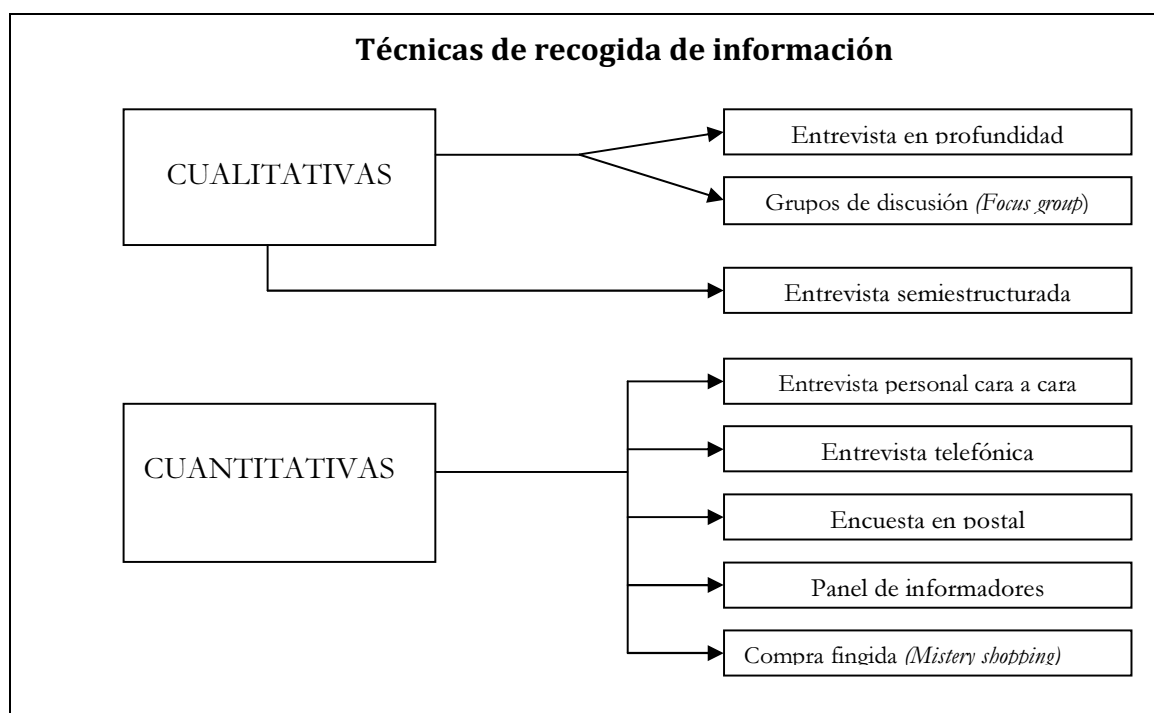 Técnicas de recogida de información
CUALITATIVAS
Entrevista en profundidad
Grupos de discusión (Focus group)
Entrevista semiestructurada
CUANTITATIVAS
Entrevista personal cara a cara
Entrevista telefónica
Encuesta en postal
Panel de informadores
Compra fingida (Mistery shopping)